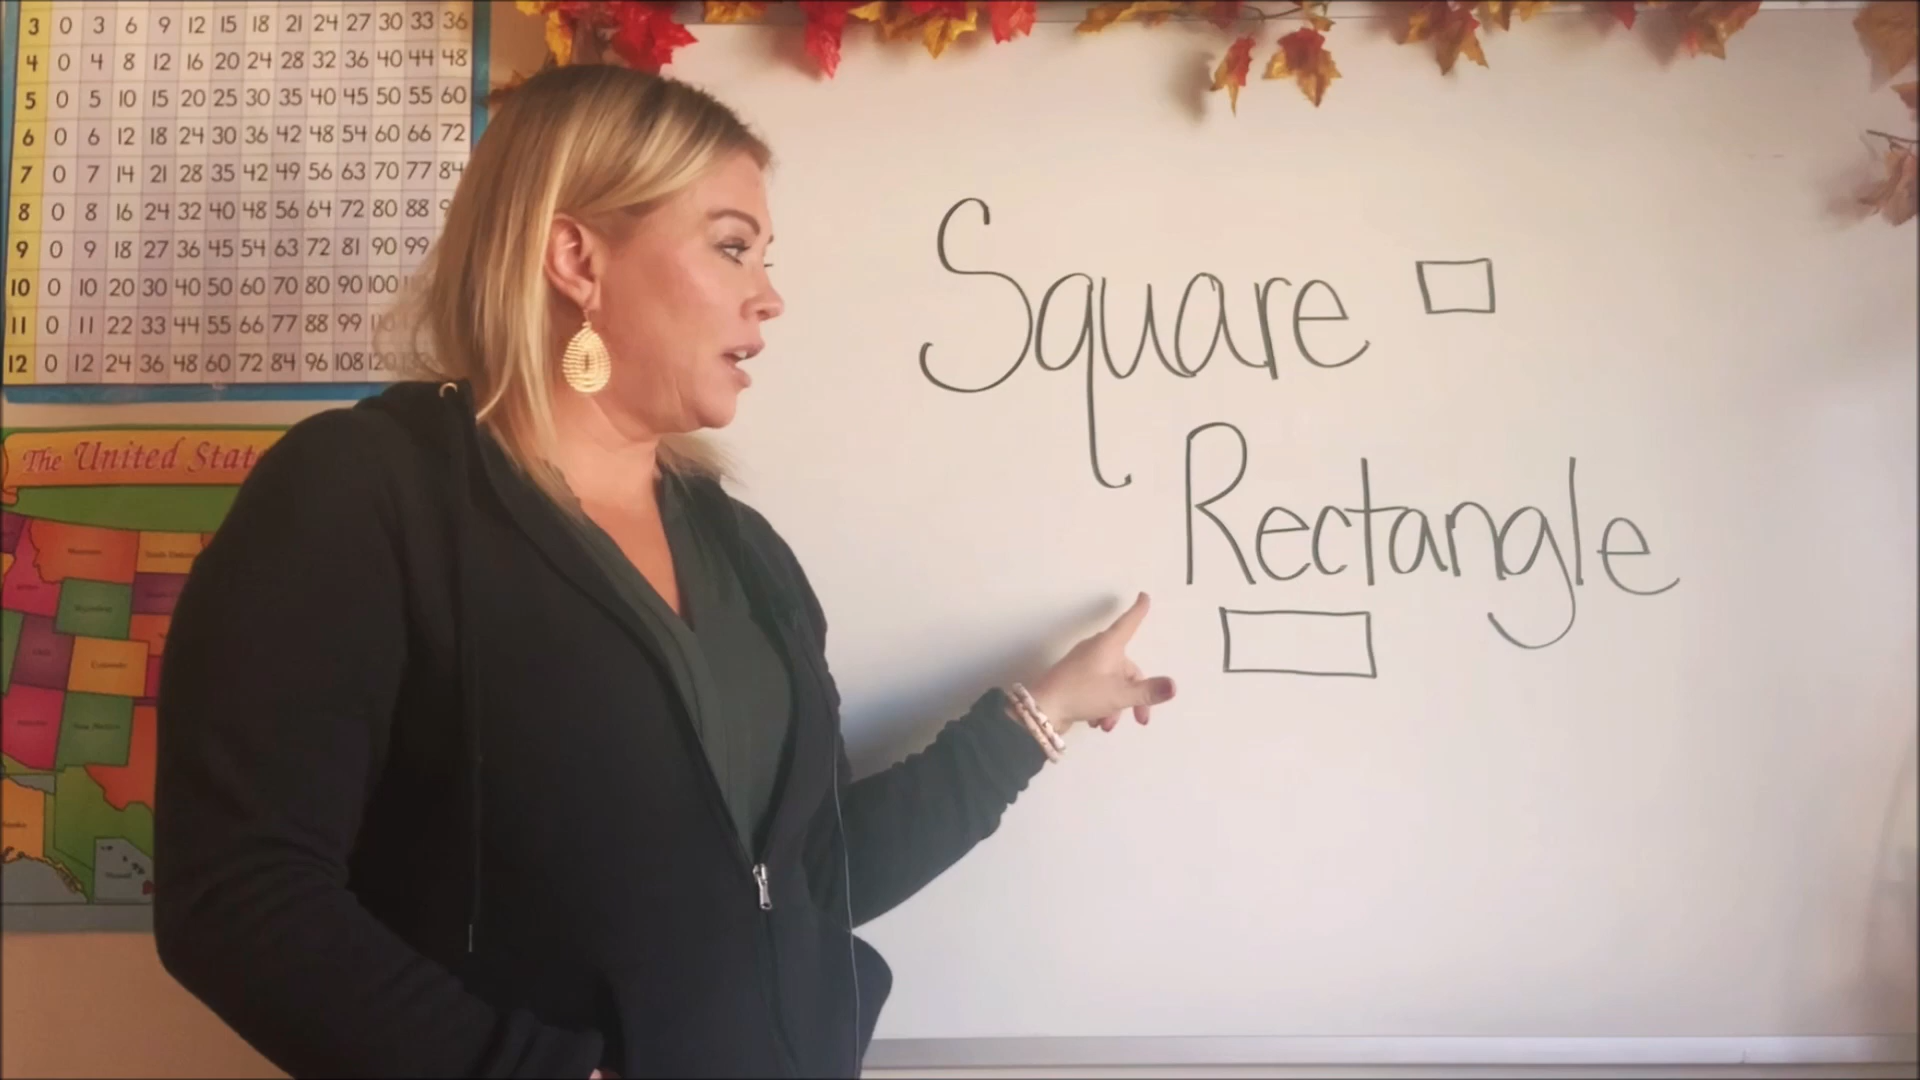 3 0 3 6 9 12 15 18 21 24 27 30 33 36
4 0 4 8 12 16 20 24 28 32 36 40 44 48
5 0 5 10 15 20 25 30 35 40 45 50 55 60
6 0 6 12 18 24 30 36 42 48 54 60 66 72
7 0 7 14 21 28 35 42 49 56 63 70 77 84
8 0 8 16 24 32 40 48 56 64 72 80 88
9 0 9 18 27 36 45 54 63 72 81 90 99
10 0 10 20 30 40 50 60 70 80 90 100
11 0 11 22 33 44 55 66 77 88 99
12 0 12 24 36 48 60 72 84 96 108 120
The United Stat
Colorado
Square
Rectangle